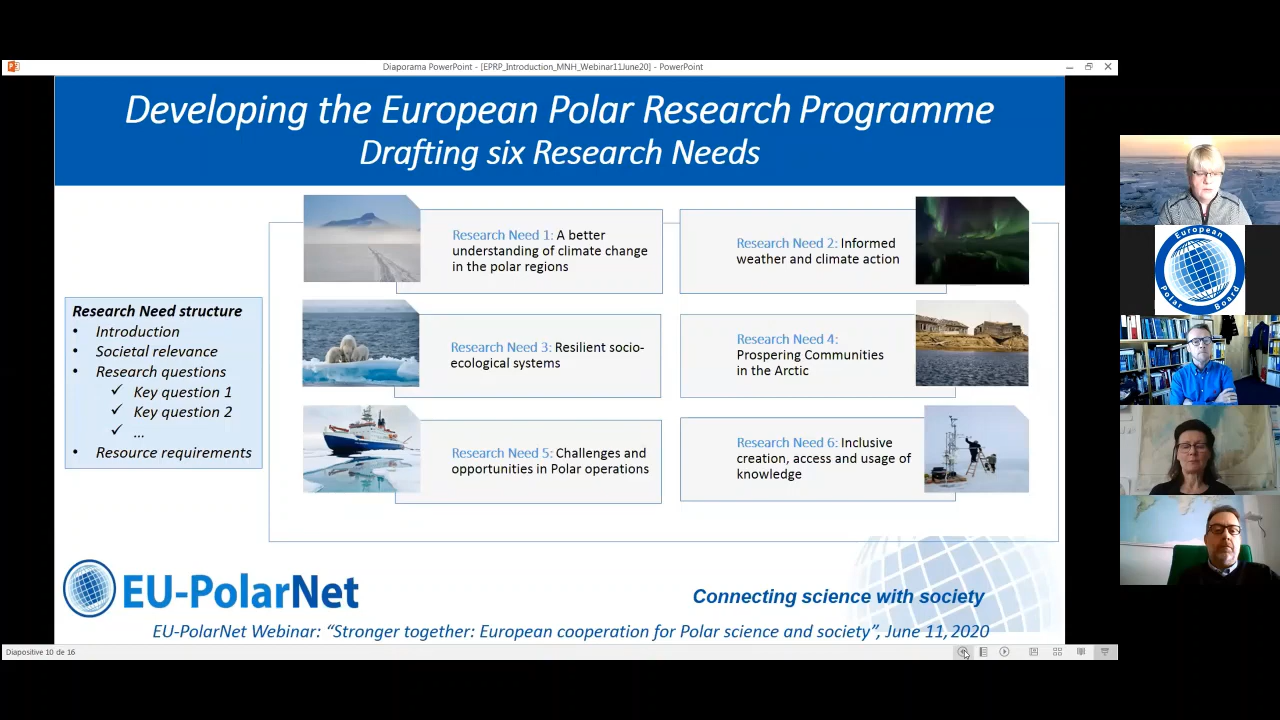 Diaporama PowerPoint - [EPRP_Introduction_MNH_Webinar11June20] - PowerPoint
Developing the European Polar Research Programme
Drafting six Research Needs
Research Need structure
• Introduction
• Societal relevance
• Research questions
✓ Key question 1
✓ Key question 2
✓ ...
• Resource requirements
Research Need 1: A better
understanding of climate change
in the polar regions
Research Need 2: Informed
weather and climate action
Research Need 3: Resilient socio-
ecological systems
Research Need 4:
Prospering Communities
in the Arctic
Research Need 5: Challenges and
opportunities in Polar operations
Research Need 6: Inclusive
creation, access and usage of
knowledge
EU-PolarNet
Connecting science with society
EU-PolarNet Webinar: “Stronger together: European cooperation for Polar science and society”, June 11, 2020
Diapositive 10 de 16
European
Polar Board